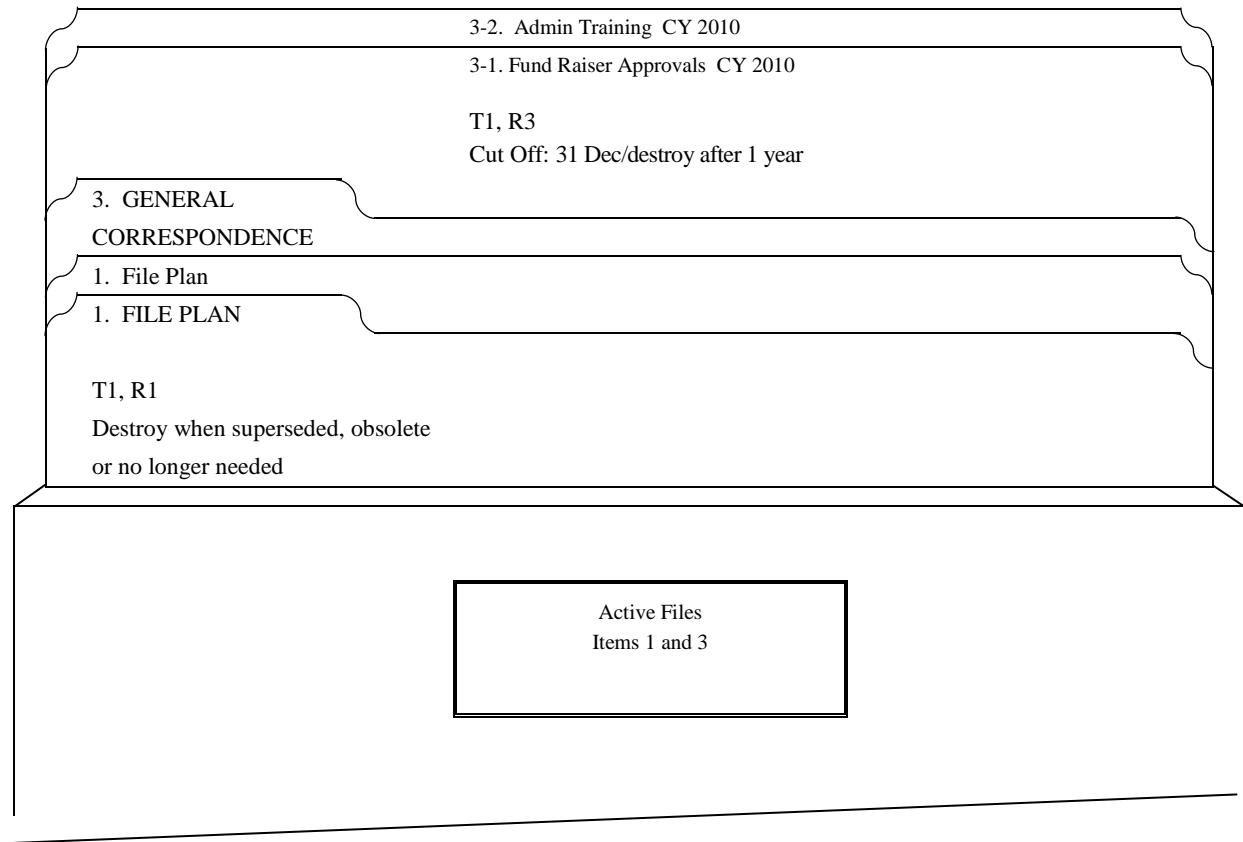 3-2. Admin Training CY 2010
3-1. Fund Raiser Approvals CY 2010
T1, R3
Cut Off: 31 Dec/destroy after 1 year
3. GENERAL
CORRESPONDENCE
1. File Plan
1. FILE PLAN
T1, R1
Destroy when superseded, obsolete
or no longer needed
Active Files
Items 1 and 3